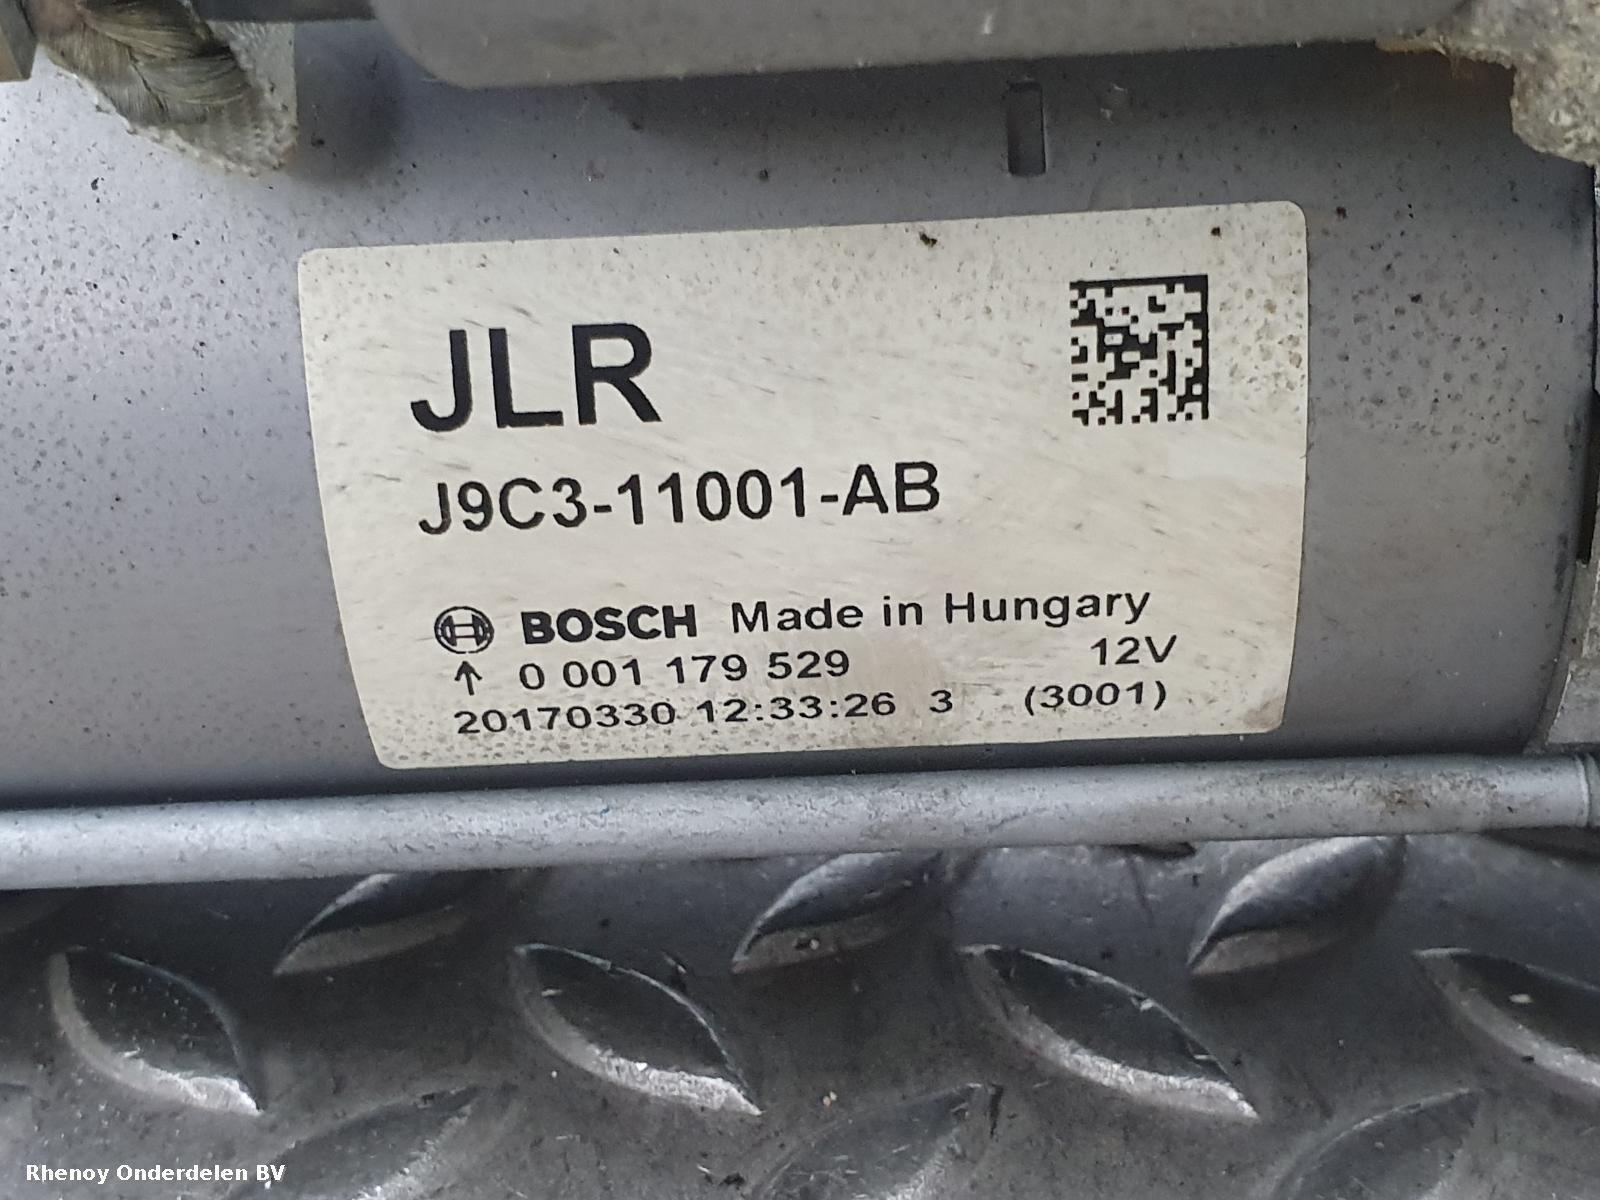 JLR
J9C3-11001-AB
BOSCH Made in Hungary
↑ 0 001 179 529 12V
20170330 12:33:26 3 (3001)
Rhenoy Onderdelen BV